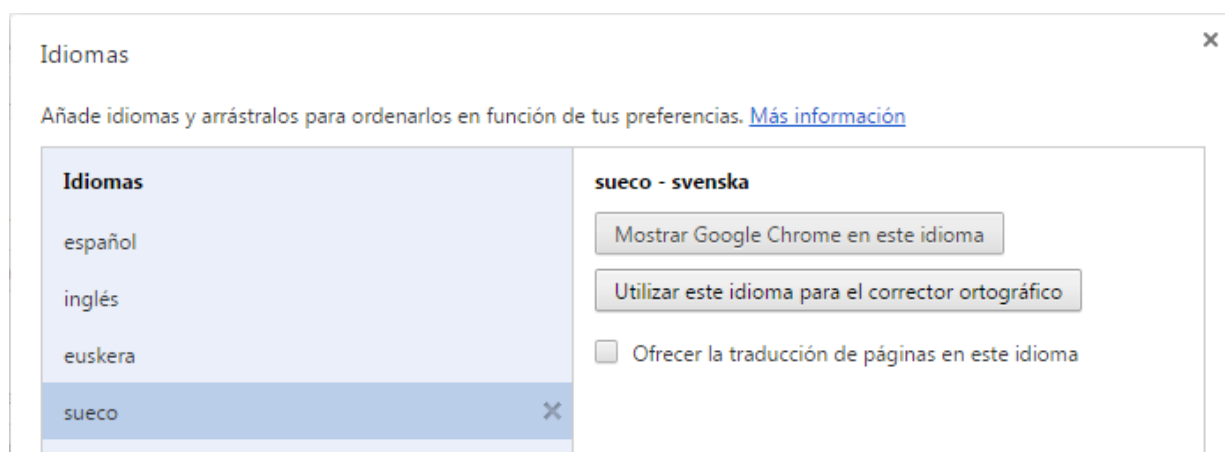 Idiomas
Añade idiomas y arrástralos para ordenarlos en función de tus preferencias. Más información
Idiomas
español
inglés
euskera
sueco
sueco - svenska
Mostrar Google Chrome en este idioma
Utilizar este idioma para el corrector ortográfico
Ofrecer la traducción de páginas en este idioma